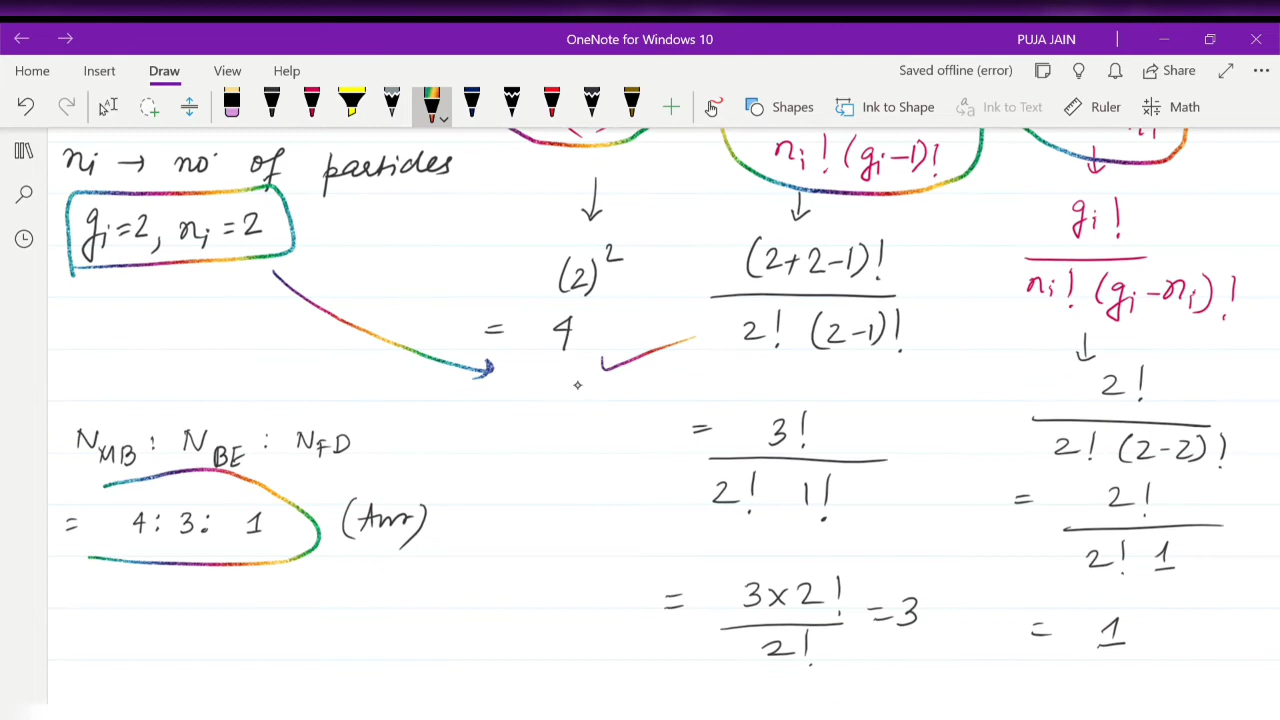 OneNote for Windows 10
PUJA JAIN
Home Insert Draw View Help
Saved offline (error)
Share
Shapes
Ink to Shape
Ink to Text
Ruler
Math
nᵢ → no. of particles
gᵢ=2, nᵢ=2
(2)²
= 4
nᵢ! (gᵢ-1)!
(2+2-1)!
2! (2-1)!
= 3!
2! 1!
= 3×2! =3
2!
gᵢ!
nᵢ! (gᵢ-nᵢ)!
2!
2! (2-2)!
= 2!
2! 1
= 1
N_MB : N_BE : N_FD
= 4: 3: 1 (Ans)